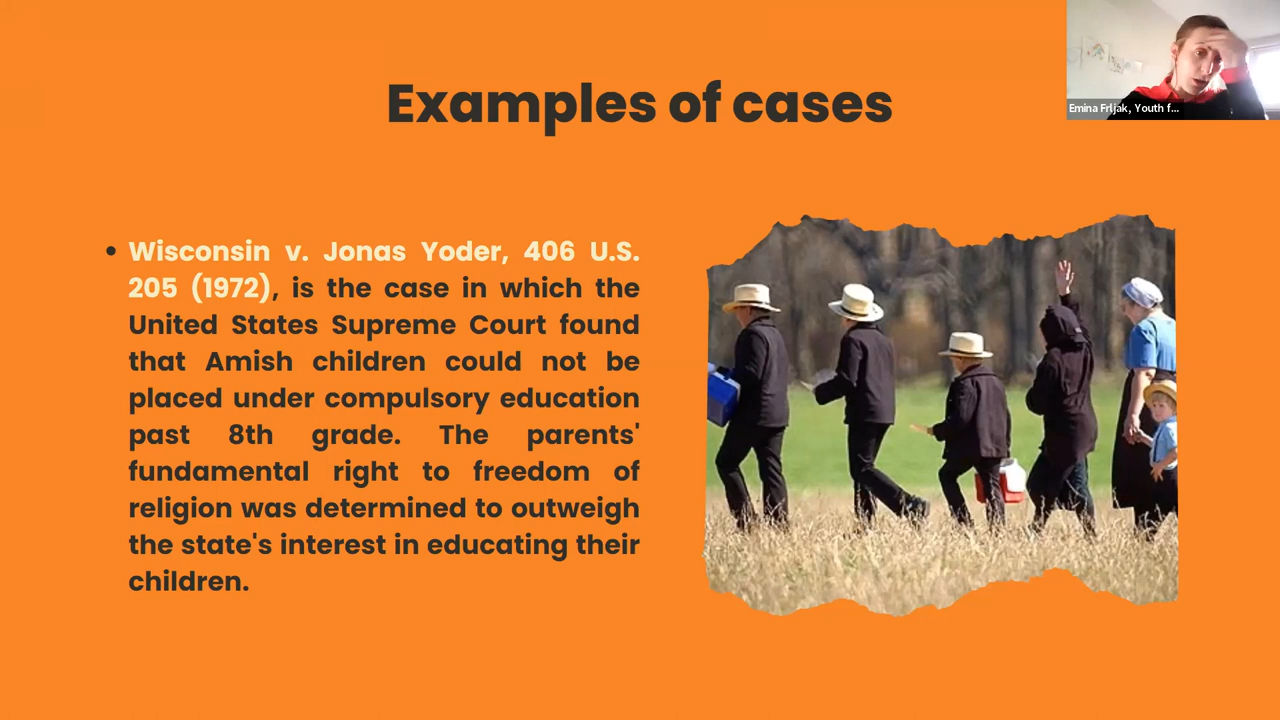 Examples of cases
Emina Frljak, Youth f...
• Wisconsin v. Jonas Yoder, 406 U.S.
205 (1972), is the case in which the
United States Supreme Court found
that Amish children could not be
placed under compulsory education
past 8th grade. The parents'
fundamental right to freedom of
religion was determined to outweigh
the state's interest in educating their
children.